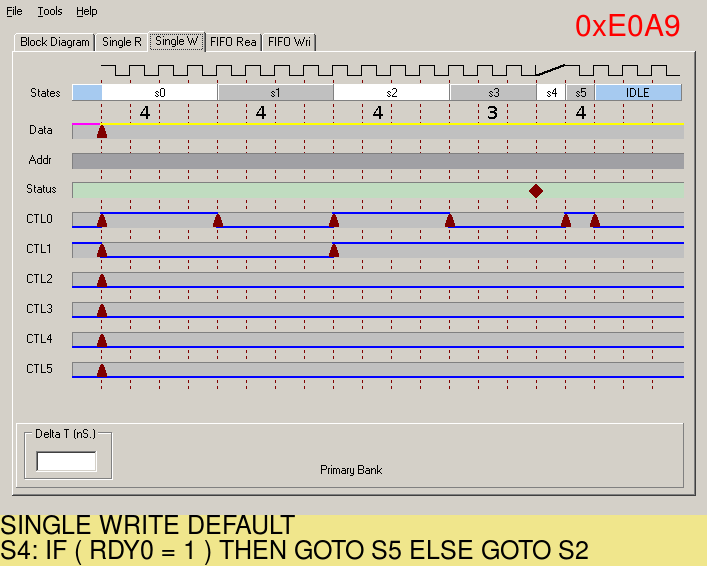 File Tools Help
0xE0A9
Block Diagram Single R Single W FIFO Rea FIFO Wri
States s0 s1 s2 s3 s4 s5 IDLE
4 4 4 3 4
Data
Addr
Status
CTL0
CTL1
CTL2
CTL3
CTL4
CTL5
Delta T (nS.)
Primary Bank
SINGLE WRITE DEFAULT
S4: IF ( RDY0 = 1 ) THEN GOTO S5 ELSE GOTO S2